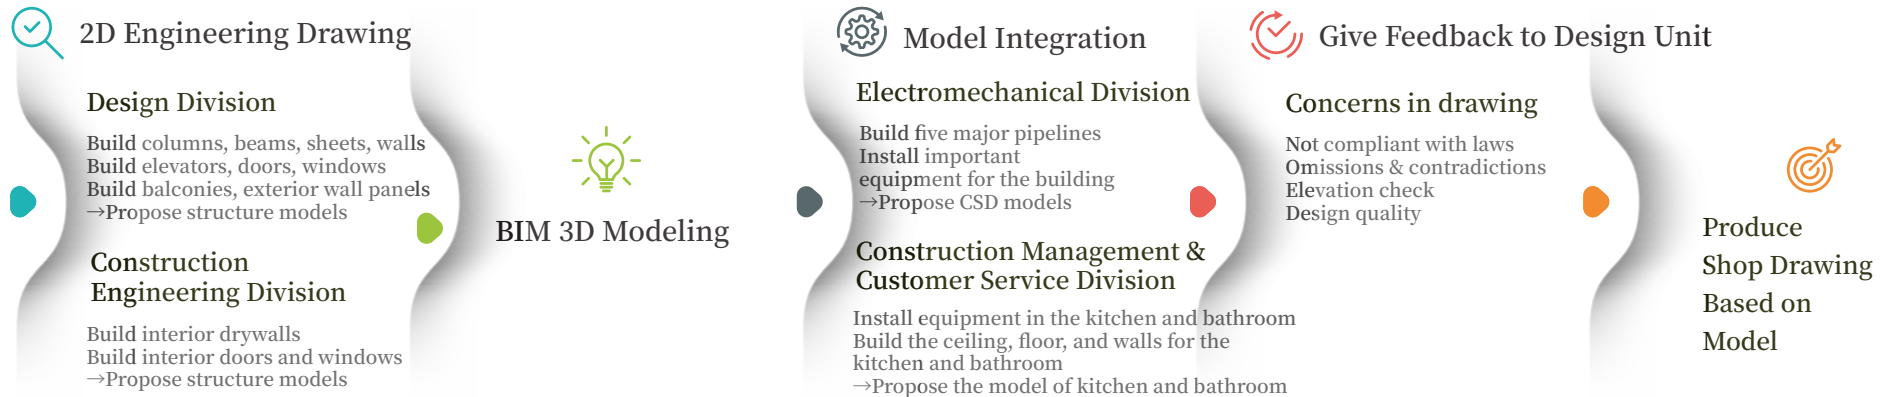 2D Engineering Drawing
Design Division
Build columns, beams, sheets, walls
Build elevators, doors, windows
Build balconies, exterior wall panels
→Propose structure models
Construction
Engineering Division
Build interior drywalls
Build interior doors and windows
→Propose structure models
BIM 3D Modeling
Model Integration
Electromechanical Division
Build five major pipelines
Install important
equipment for the building
→Propose CSD models
Construction Management &
Customer Service Division
Install equipment in the kitchen and bathroom
Build the ceiling, floor, and walls for the
kitchen and bathroom
→Propose the model of kitchen and bathroom
Give Feedback to Design Unit
Concerns in drawing
Not compliant with laws
Omissions & contradictions
Elevation check
Design quality
Produce
Shop Drawing
Based on
Model